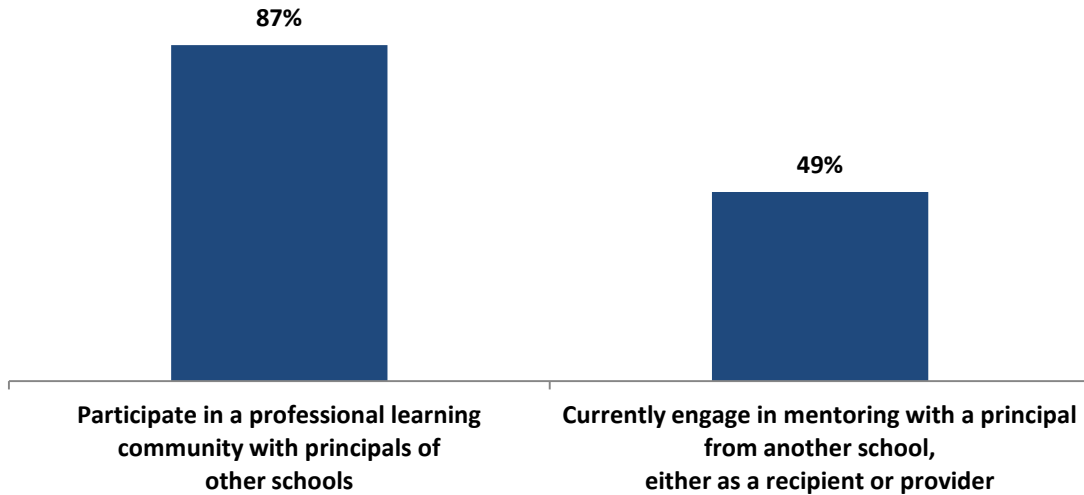 87%
49%
Participate in a professional learning
community with principals of
other schools
Currently engage in mentoring with a principal
from another school,
either as a recipient or provider